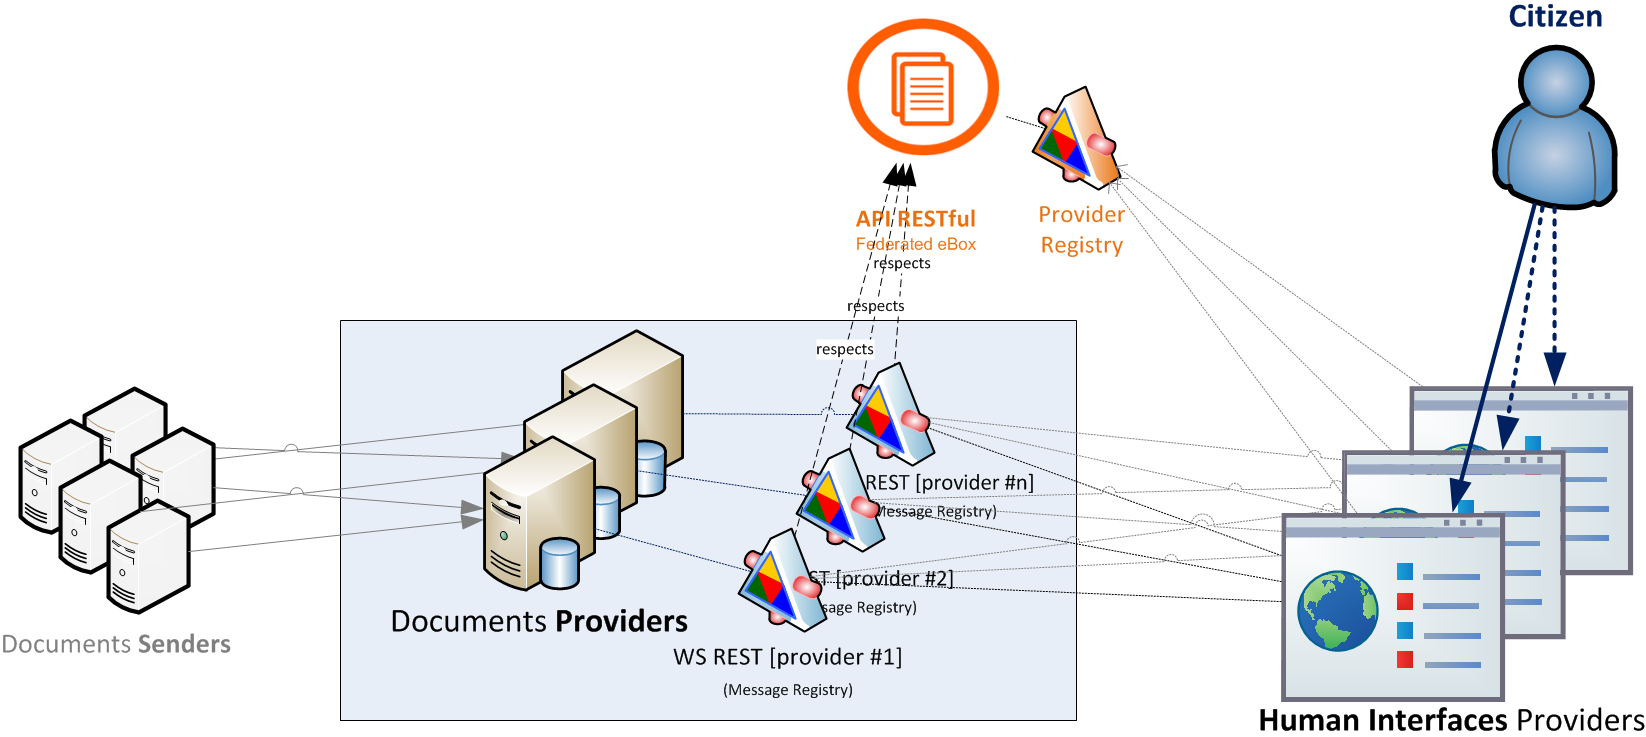 Citizen
API RESTful
Federated eBox
Provider
Registry
respects
respects
respects
REST [provider #n]
Message Registry)
ST [provider #2]
sage Registry)
Documents Providers
WS REST [provider #1]
(Message Registry)
Documents Senders
Human Interfaces Providers